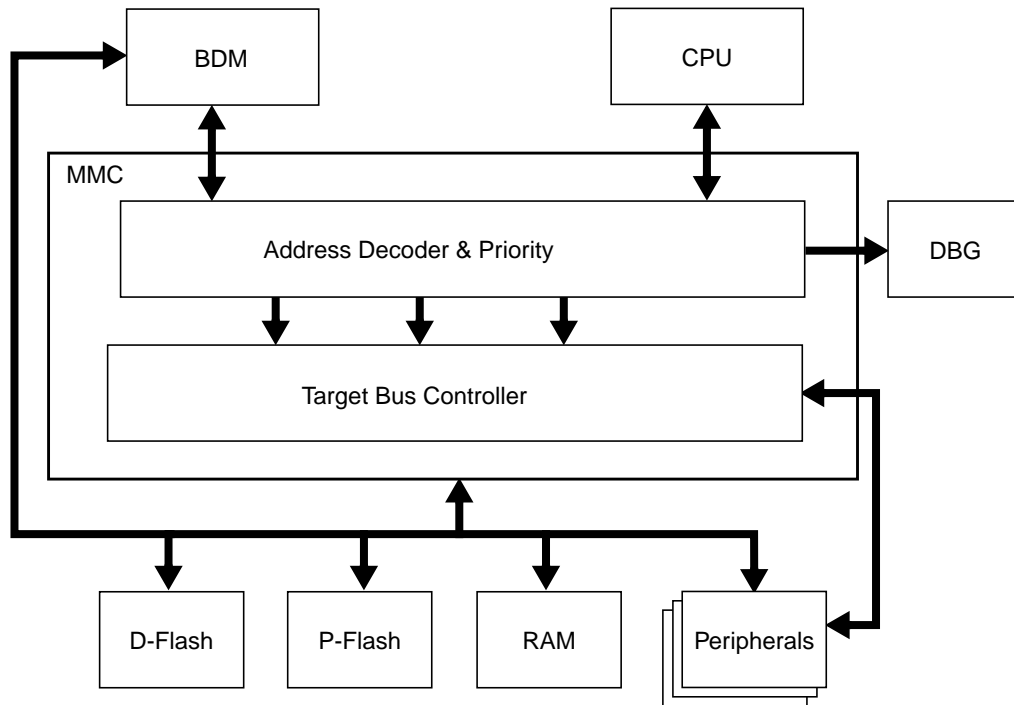 BDM
CPU
MMC
Address Decoder & Priority
DBG
Target Bus Controller
D-Flash
P-Flash
RAM
Peripherals